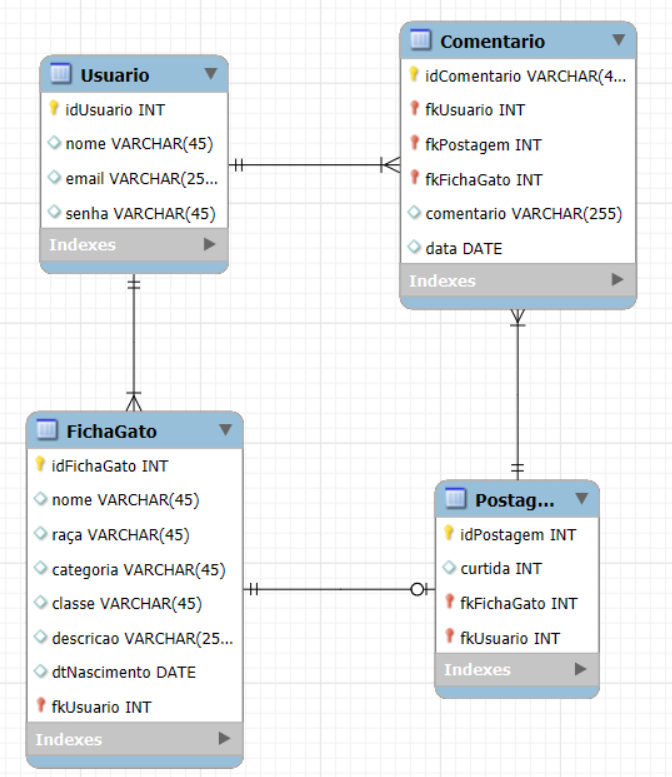 Usuario
idUsuario INT
nome VARCHAR(45)
email VARCHAR(25...
senha VARCHAR(45)
Indexes
Comentario
idComentario VARCHAR(4...
fkUsuario INT
fkPostagem INT
fkFichaGato INT
comentario VARCHAR(255)
data DATE
Indexes
FichaGato
idFichaGato INT
nome VARCHAR(45)
raça VARCHAR(45)
categoria VARCHAR(45)
classe VARCHAR(45)
descricao VARCHAR(25...
dtNascimento DATE
fkUsuario INT
Indexes
Postag...
idPostagem INT
curtida INT
fkFichaGato INT
fkUsuario INT
Indexes